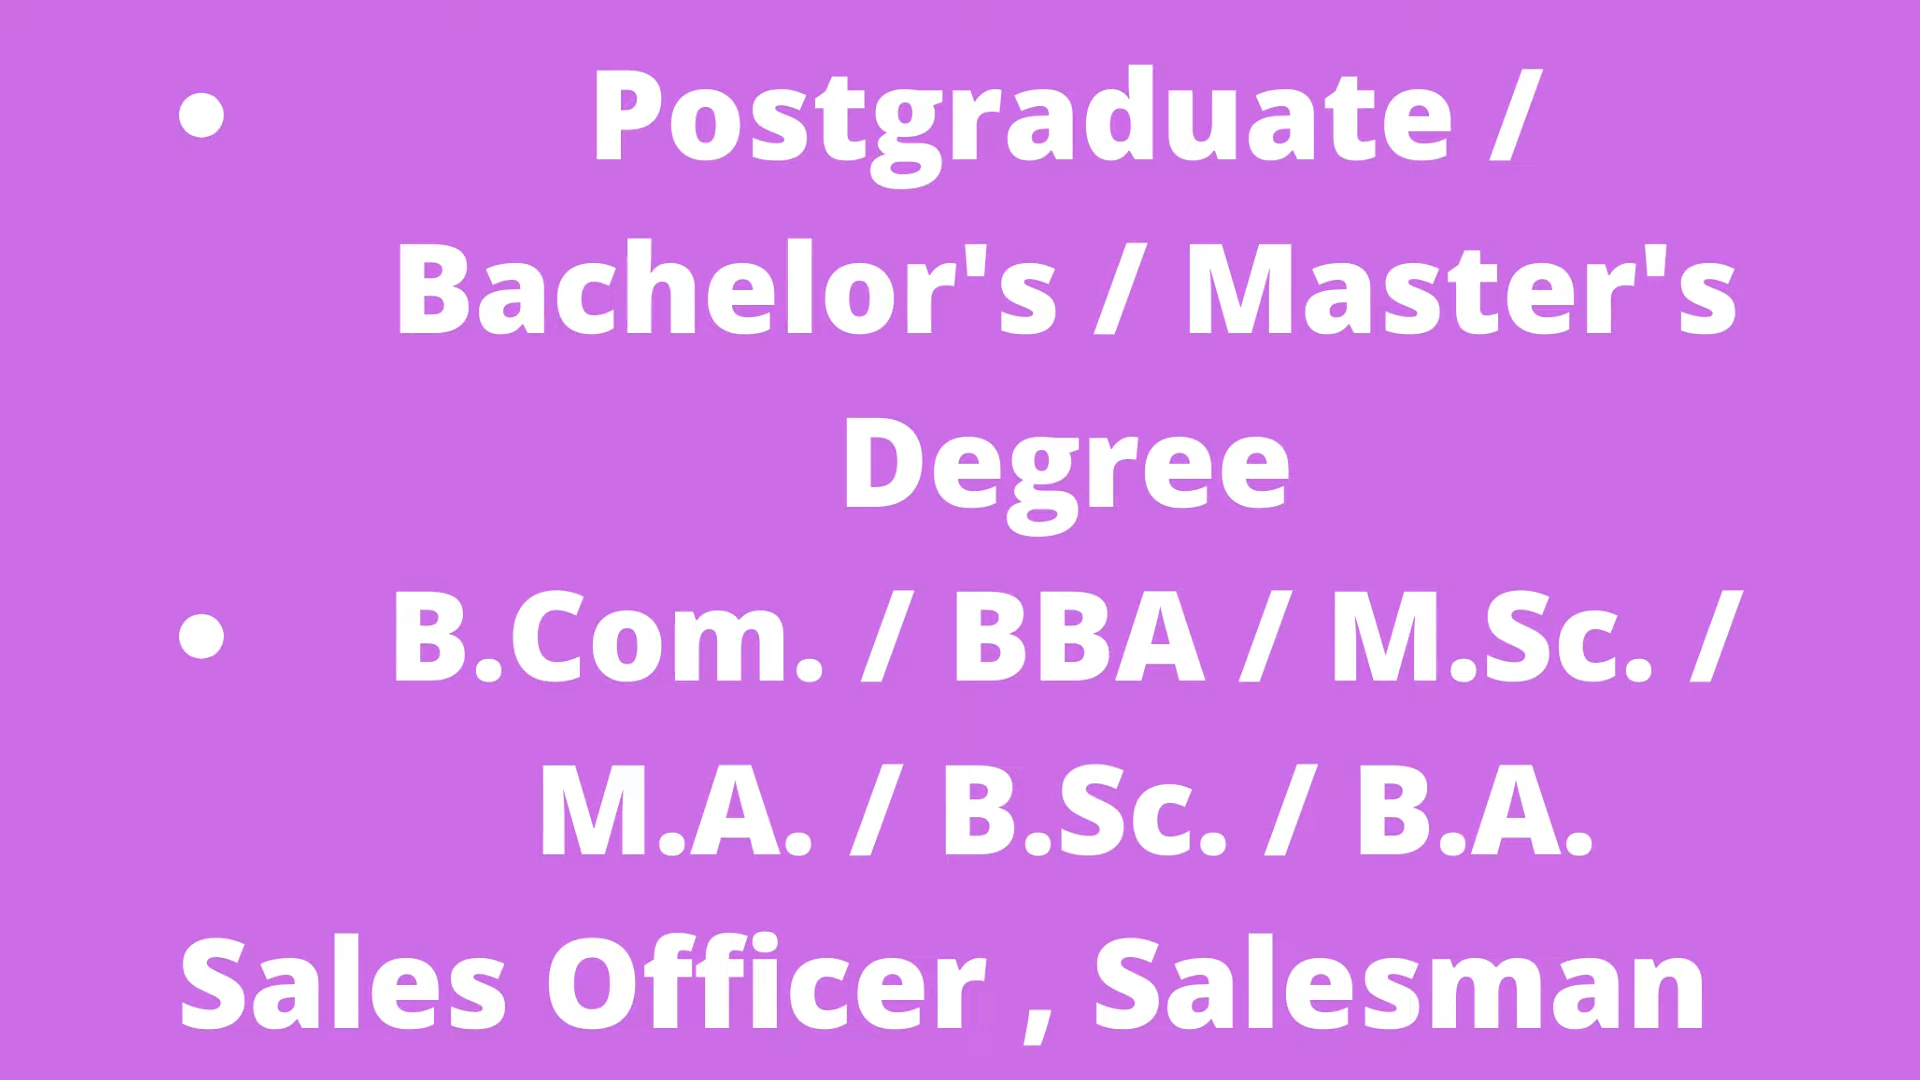 • Postgraduate /
Bachelor's / Master's
Degree
• B.Com. / BBA / M.Sc. /
M.A. / B.Sc. / B.A.
Sales Officer , Salesman